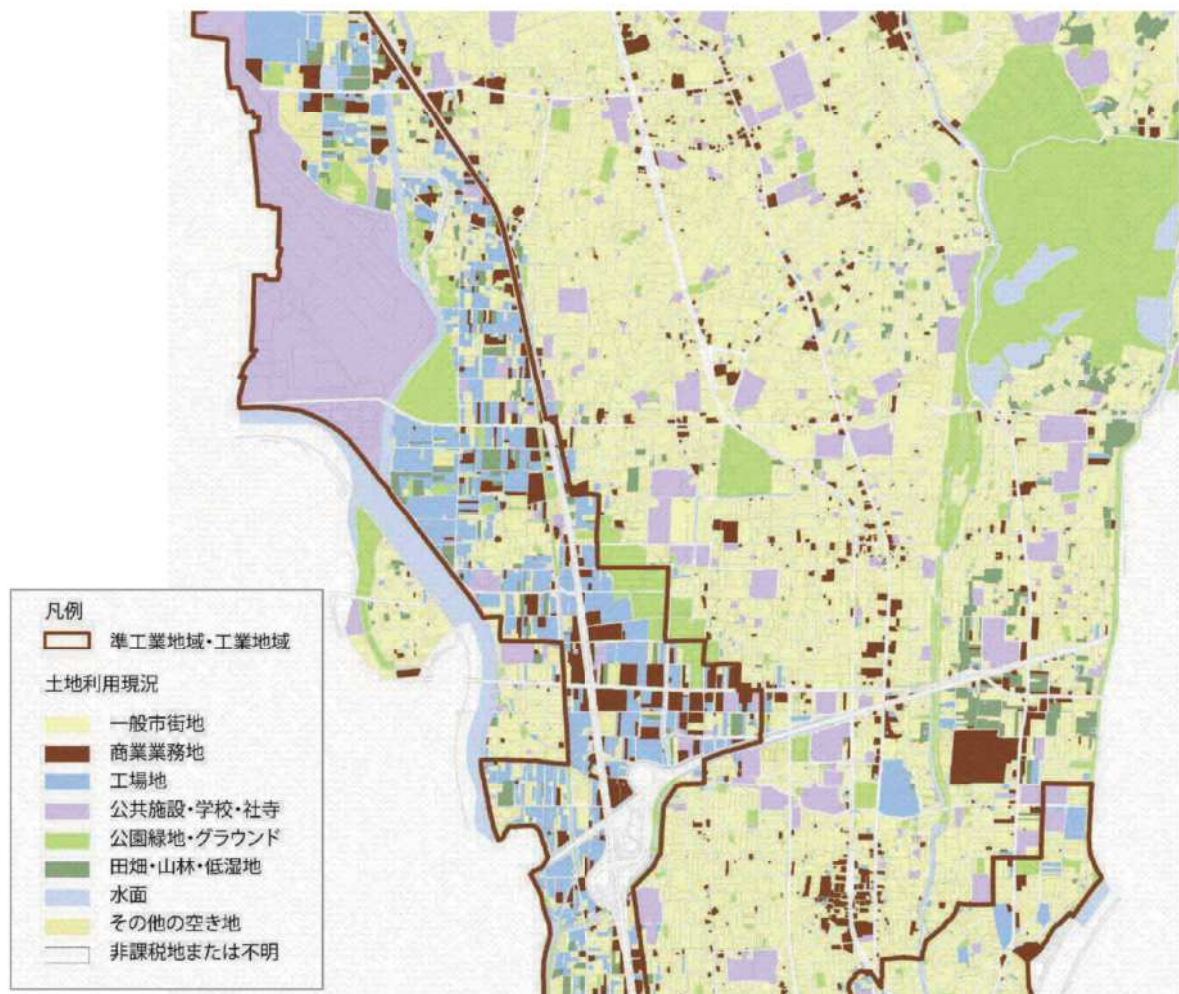 凡例
準工業地域・工業地域
土地利用現況
一般市街地
商業業務地
工場地
公共施設・学校・社寺
公園緑地・グラウンド
田畑・山林・低湿地
水面
その他の空き地
非課税地または不明